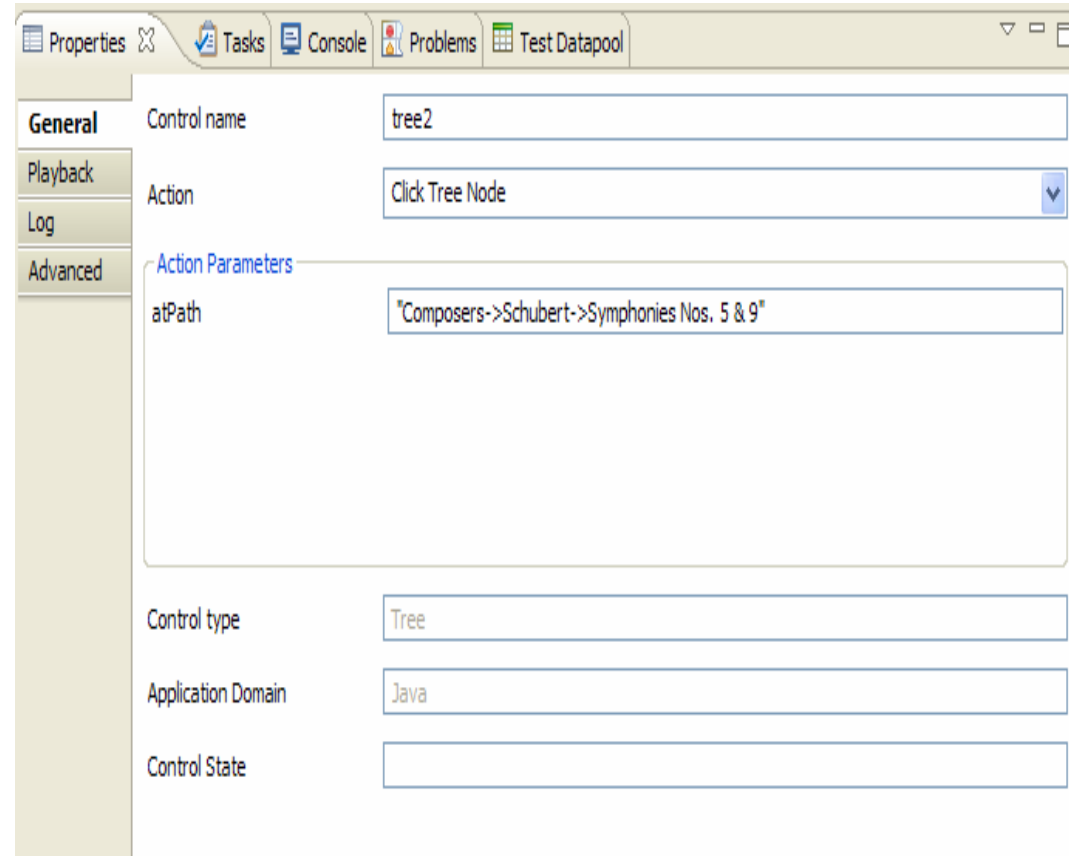 Properties Tasks Console Problems Test Datapool
General
Playback
Log
Advanced
Control name tree2
Action Click Tree Node
Action Parameters
atPath "Composers->Schubert->Symphonies Nos. 5 & 9"
Control type Tree
Application Domain Java
Control State